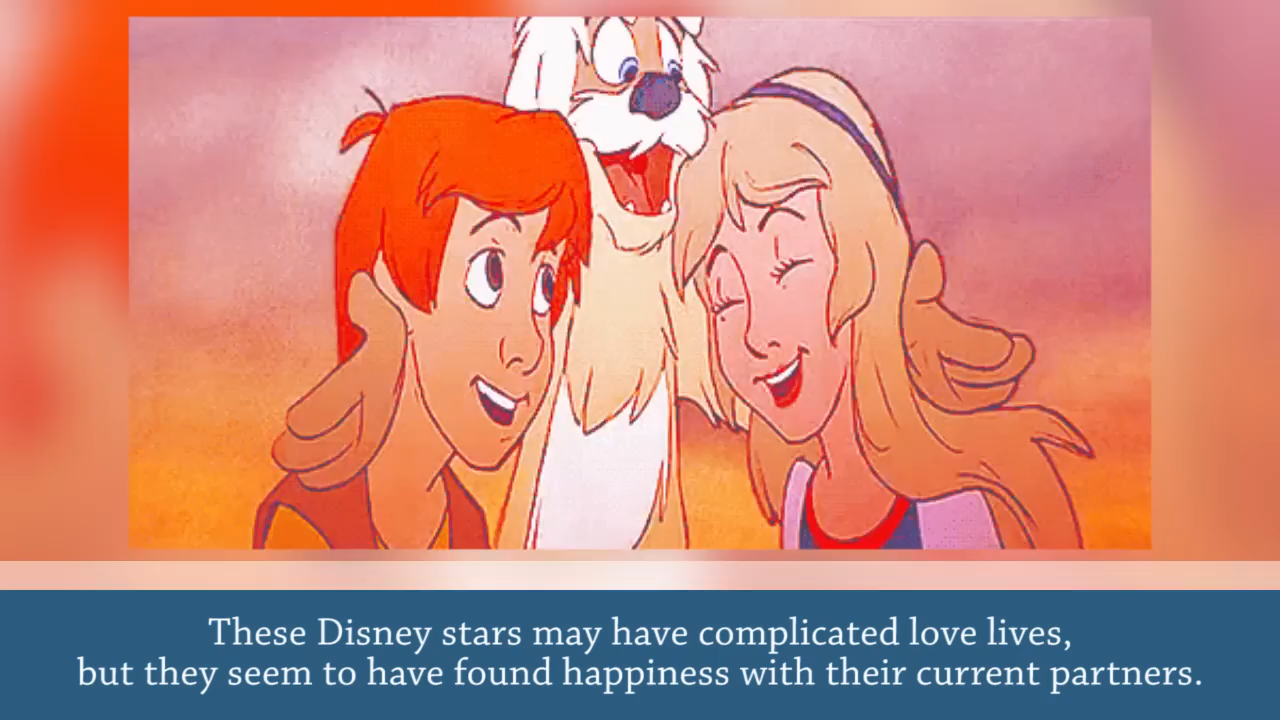 These Disney stars may have complicated love lives,
but they seem to have found happiness with their current partners.